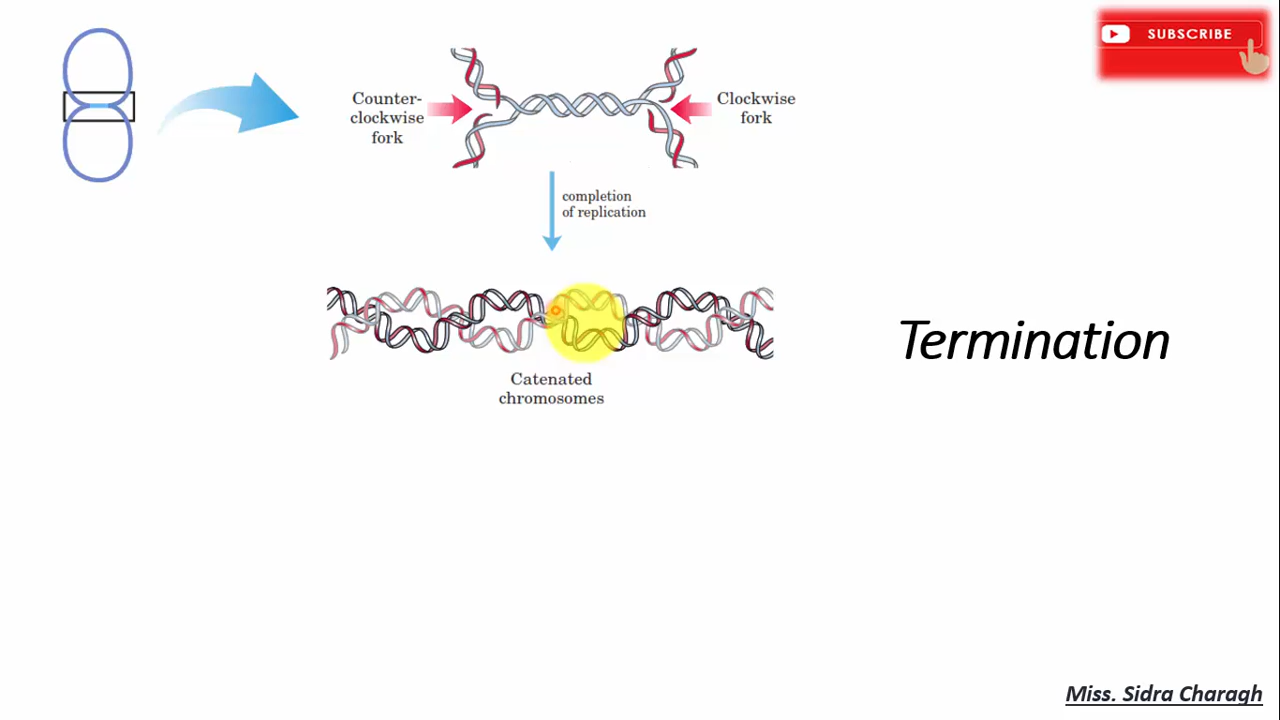 SUBSCRIBE
Counter-
clockwise
fork
Clockwise
fork
completion
of replication
Catenated
chromosomes
Termination
Miss. Sidra Charagh